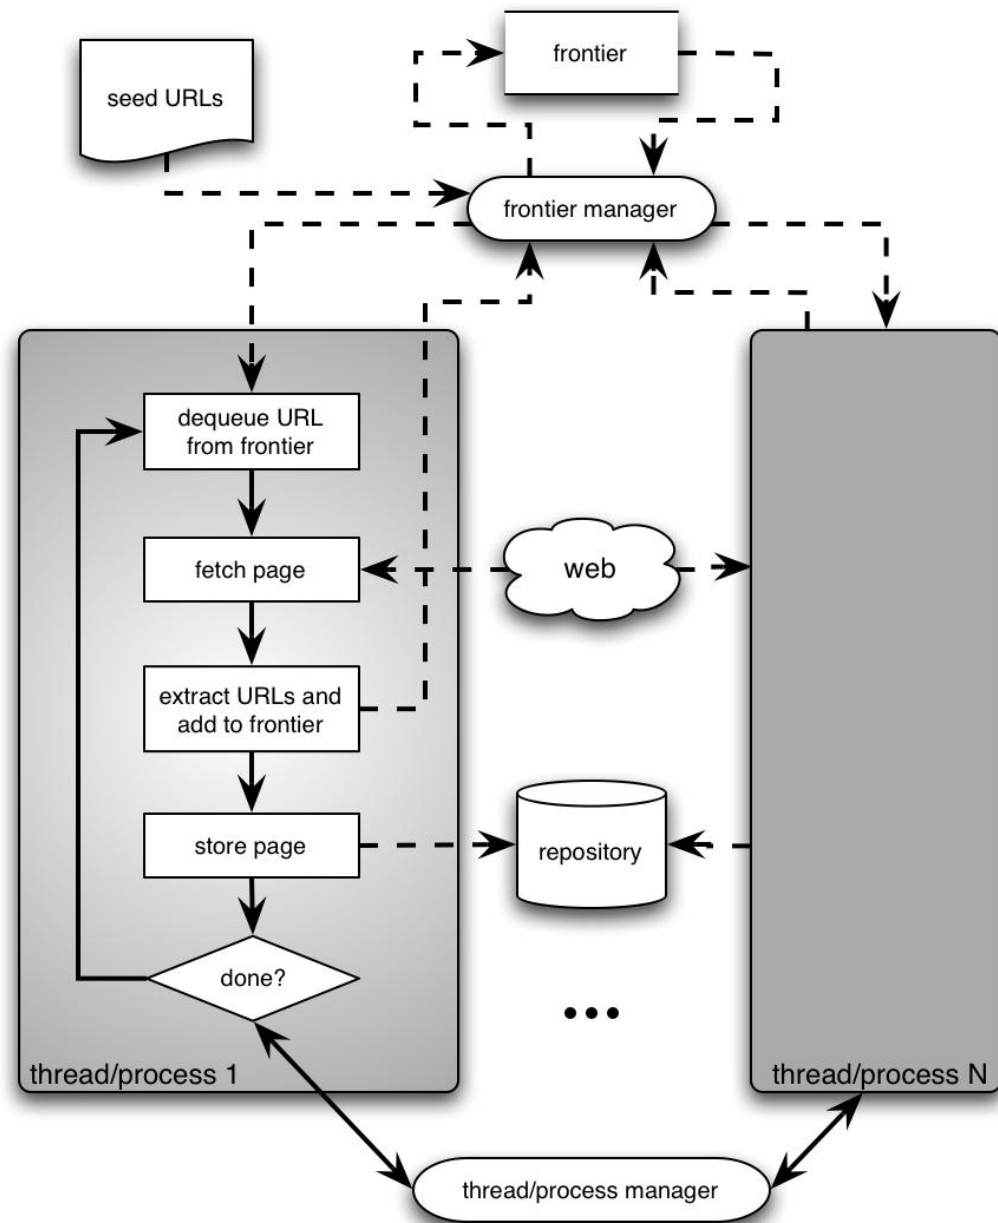 frontier
seed URLs
frontier manager
dequeue URL
from frontier
fetch page
web
extract URLs and
add to frontier
store page
repository
done?
thread/process 1
thread/process N
thread/process manager